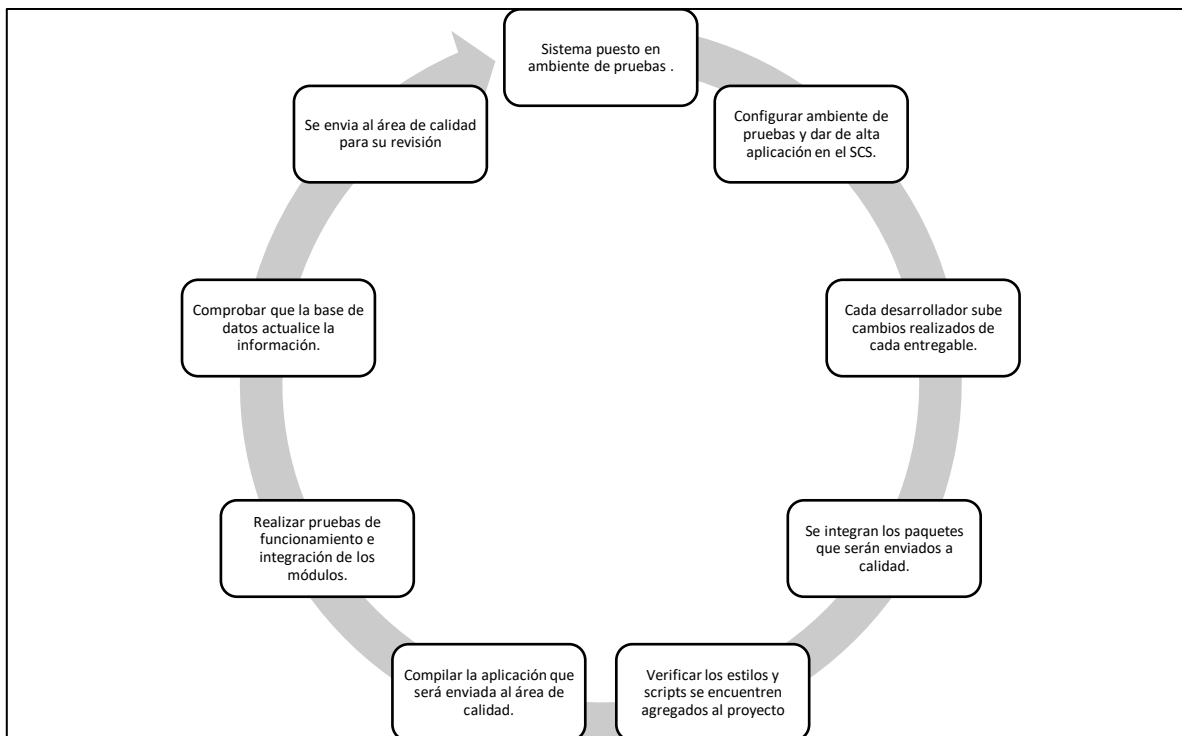 Sistema puesto en
ambiente de pruebas .
Configurar ambiente de
pruebas y dar de alta
aplicación en el SCS.
Cada desarrollador sube
cambios realizados de
cada entregable.
Se integran los paquetes
que serán enviados a
calidad.
Verificar los estilos y
scripts se encuentren
agregados al proyecto
Compilar la aplicación que
será enviada al área de
calidad.
Realizar pruebas de
funcionamiento e
integración de los
módulos.
Comprobar que la base de
datos actualice la
información.
Se envia al área de calidad
para su revisión